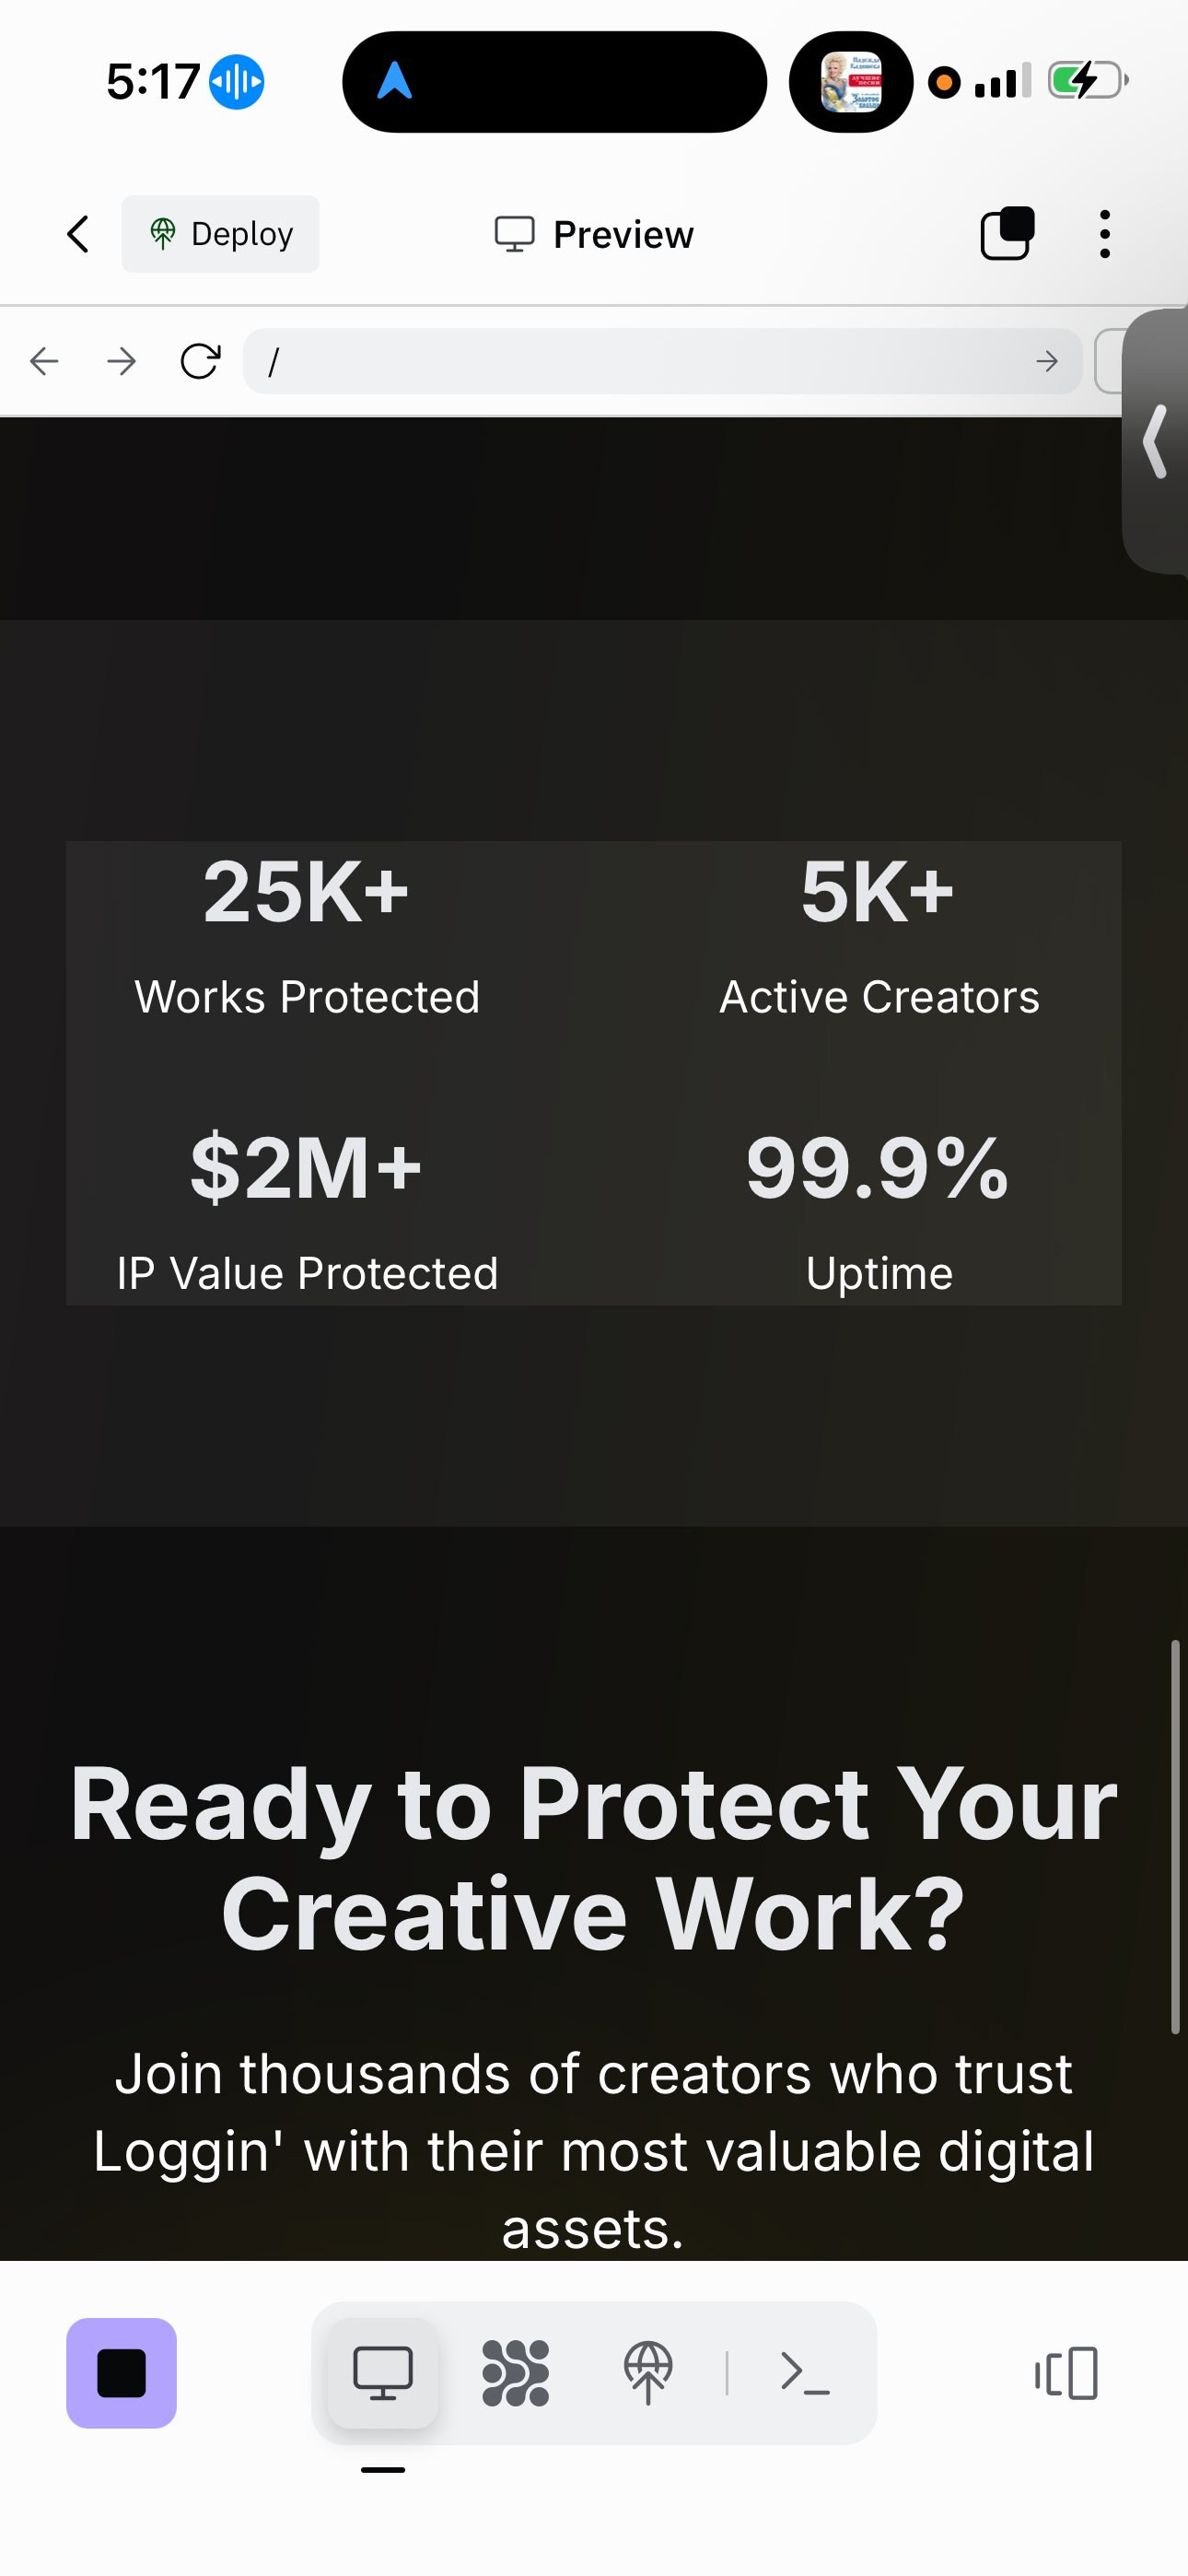 5:17
Deploy
Preview
/
25K+
5K+
Works Protected
Active Creators
$2M+
99.9%
IP Value Protected
Uptime
Ready to Protect Your
Creative Work?
Join thousands of creators who trust
Loggin' with their most valuable digital
assets.